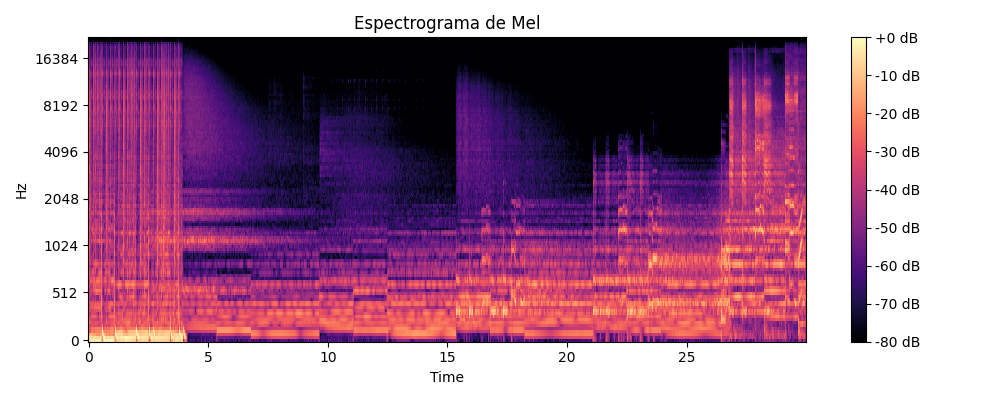 Espectrograma de Mel
Hz
16384
8192
4096
2048
1024
512
0
0 5 10 15 20 25
Time
+0 dB
-10 dB
-20 dB
-30 dB
-40 dB
-50 dB
-60 dB
-70 dB
-80 dB